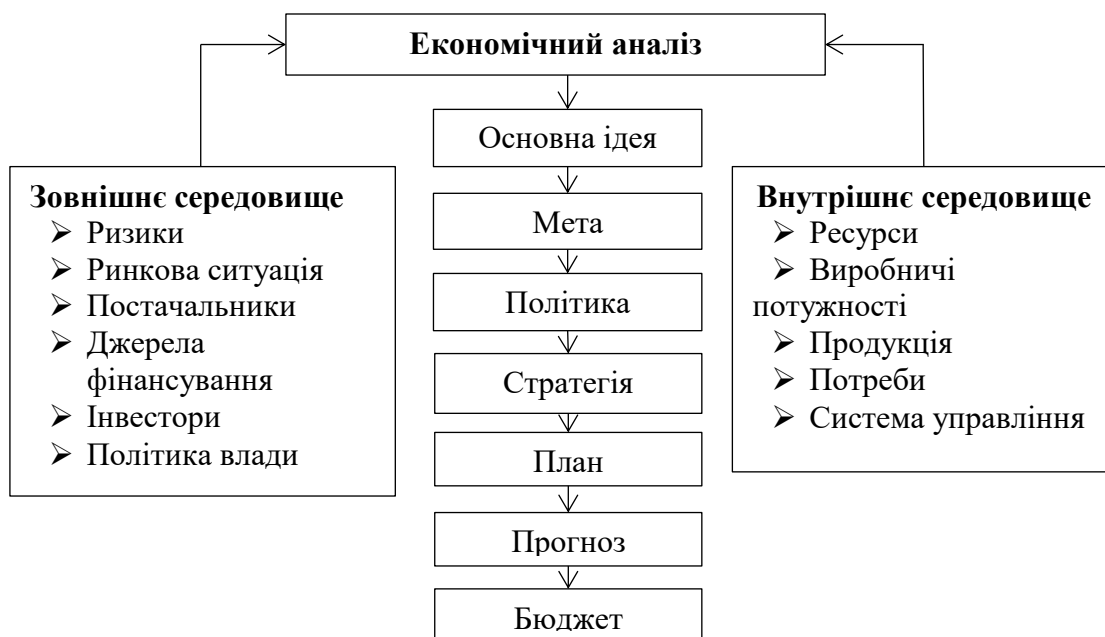 Економічний аналіз
Основна ідея
Мета
Політика
Стратегія
План
Прогноз
Бюджет
Зовнішнє середовище
➢ Ризики
➢ Ринкова ситуація
➢ Постачальники
➢ Джерела
фінансування
➢ Інвестори
➢ Політика влади
Внутрішнє середовище
➢ Ресурси
➢ Виробничі
потужності
➢ Продукція
➢ Потреби
➢ Система управління